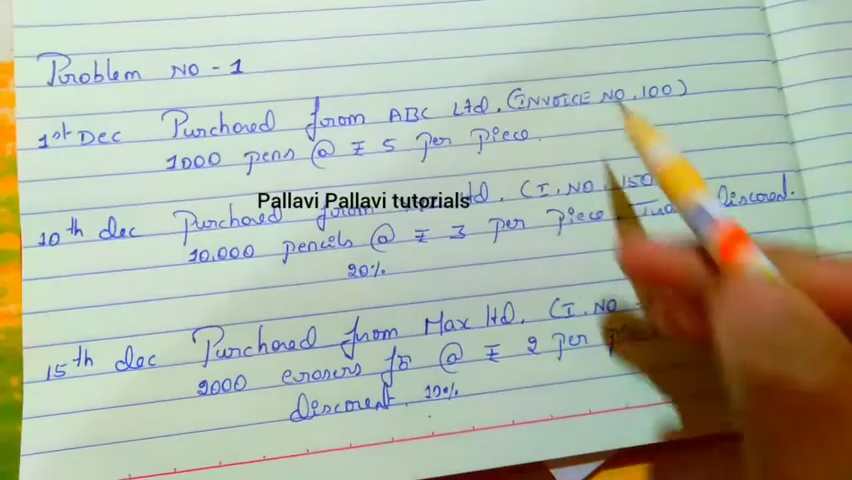 Problem NO - 1
1st Dec Purchased from ABC Ltd. (INVOICE NO. 100)
1000 pens @ ₹ 5 per piece.
Pallavi Pallavi tutorials
10th dec Purchased from Ltd. (I. NO. 150
10,000 pencils @ ₹ 3 per piece. discount.
20%
15th dec Purchased from Max Ltd. (I. NO -
2000 erasers @ ₹ 2 per
discount 10%